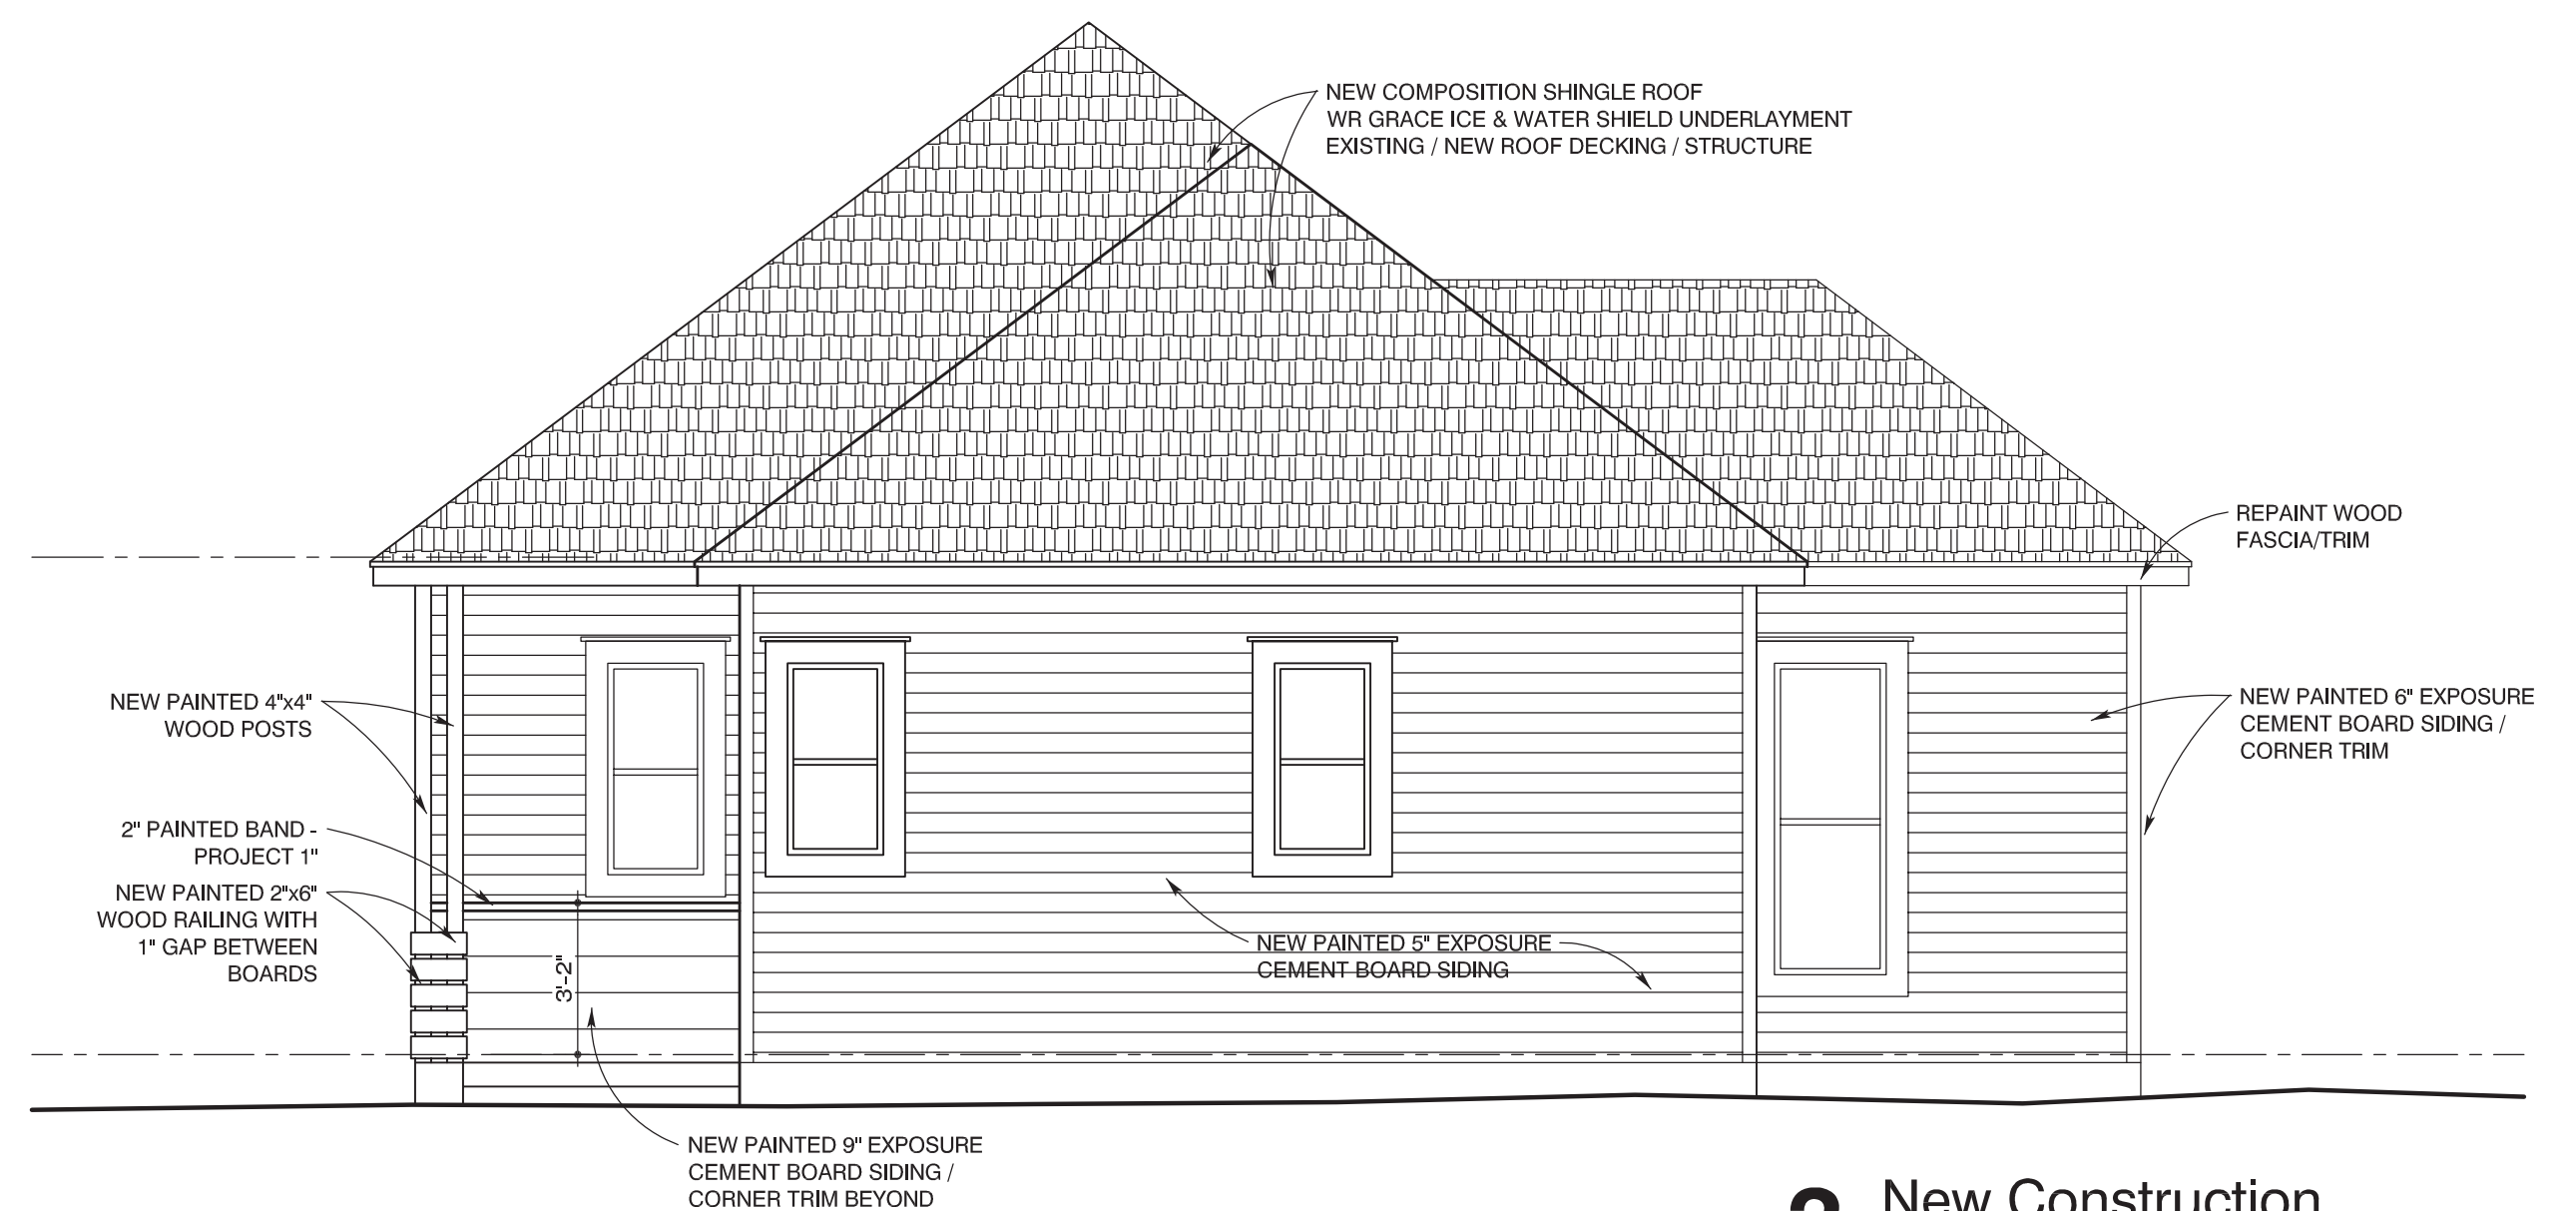 NEW COMPOSITION SHINGLE ROOF
WR GRACE ICE & WATER SHIELD UNDERLAYMENT
EXISTING / NEW ROOF DECKING / STRUCTURE
REPAINT WOOD
FASCIA/TRIM
NEW PAINTED 4"x4"
WOOD POSTS
NEW PAINTED 6" EXPOSURE
CEMENT BOARD SIDING /
CORNER TRIM
2" PAINTED BAND -
PROJECT 1"
NEW PAINTED 2"x6"
WOOD RAILING WITH
1" GAP BETWEEN
BOARDS
3'-2"
NEW PAINTED 5" EXPOSURE
CEMENT BOARD SIDING
NEW PAINTED 9" EXPOSURE
CEMENT BOARD SIDING /
CORNER TRIM BEYOND
New Construction